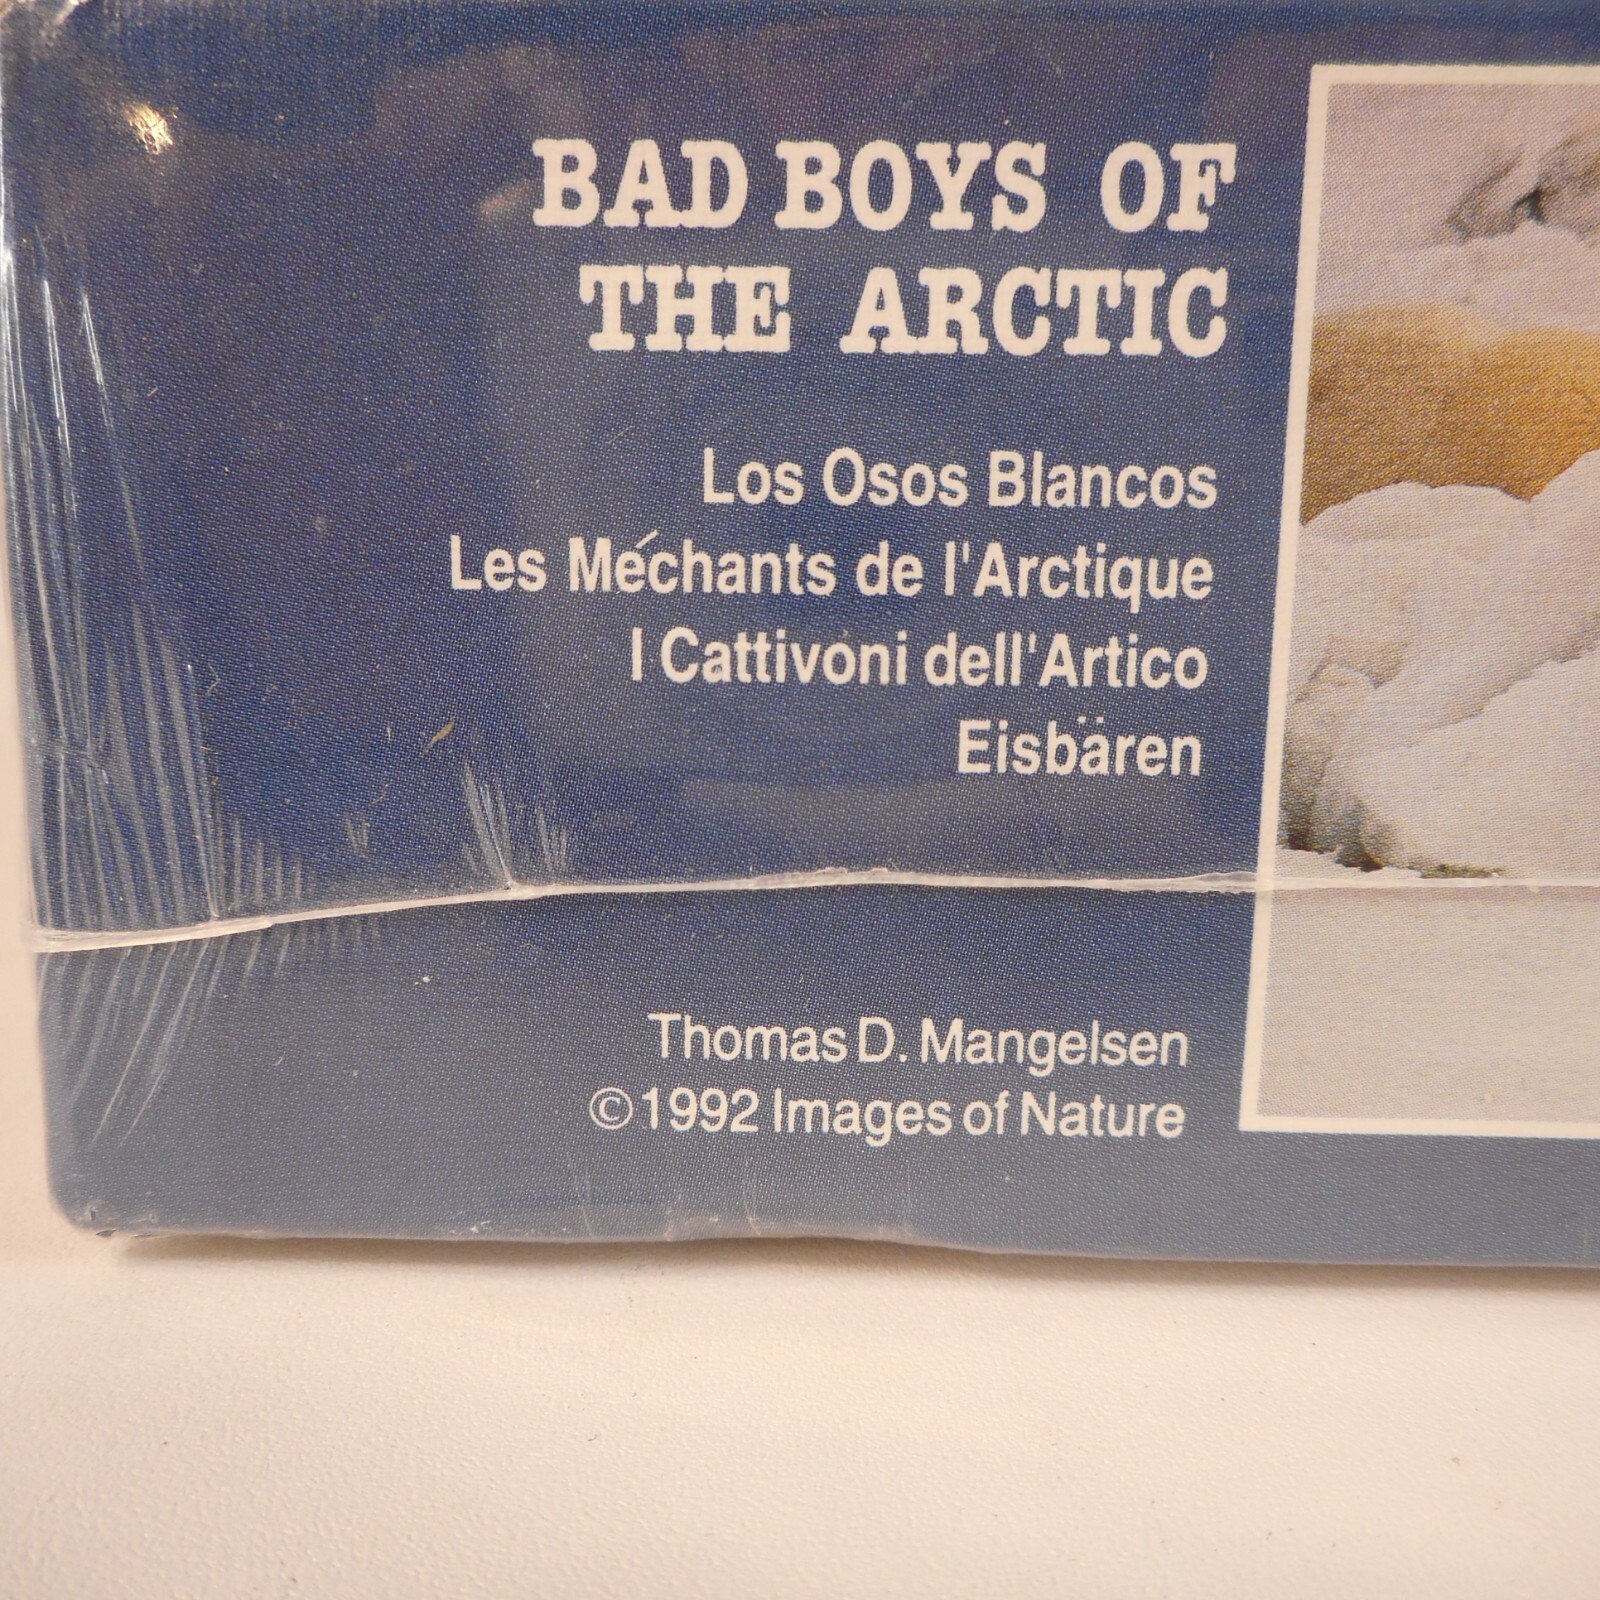 BAD BOYS OF
THE ARCTIC
Los Osos Blancos
Les Méchants de l'Arctique
I Cattivoni dell'Artico
Eisbären
Thomas D. Mangelsen
©1992 Images of Nature